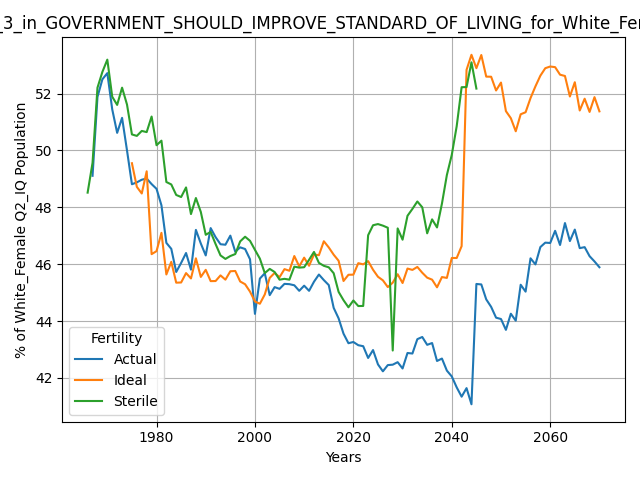 _3_in_GOVERNMENT_SHOULD_IMPROVE_STANDARD_OF_LIVING_for_White_Fem
% of White_Female Q2_IQ Population
52
50
48
46
44
42
Fertility
Actual
Ideal
Sterile
1980
2000
2020
2040
2060
Years